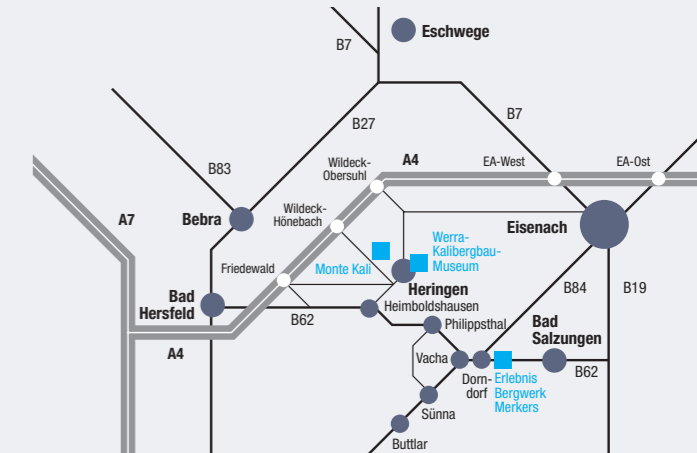 Eschwege
B7
B27
B7
B83
Wildeck-
Obersuhl
A4
EA-West
EA-Ost
Wildeck-
Hönebach
Bebra
A7
Eisenach
Werra-
Kalibergbau-
Museum
Friedewald
Monte Kali
Heringen
B84
B19
Bad
Hersfeld
Heimboldshausen
B62
Philippsthal
Bad
Salzungen
A4
Vacha
Dorn-
dorf
Erlebnis
Bergwerk
Merkers
B62
Sünna
Buttlar